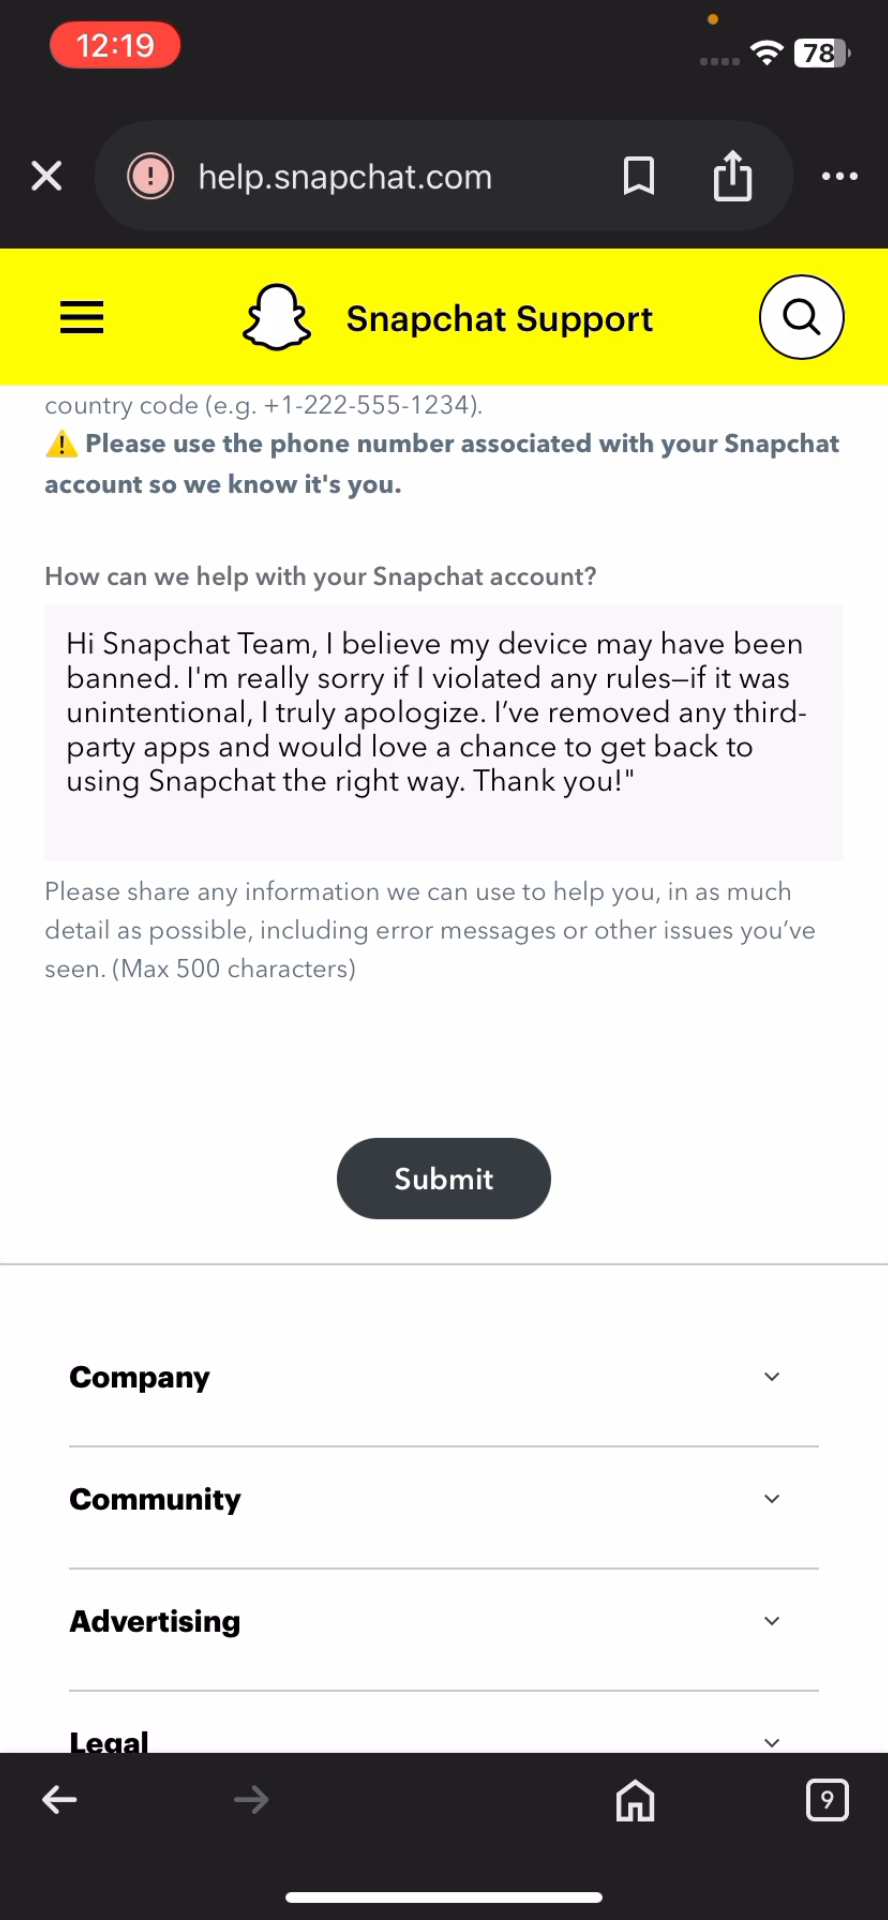 12:19
78
help.snapchat.com
Snapchat Support
country code (e.g. +1-222-555-1234).
⚠️ Please use the phone number associated with your Snapchat
account so we know it's you.
How can we help with your Snapchat account?
Hi Snapchat Team, I believe my device may have been
banned. I'm really sorry if I violated any rules—if it was
unintentional, I truly apologize. I’ve removed any third-
party apps and would love a chance to get back to
using Snapchat the right way. Thank you!"
Please share any information we can use to help you, in as much
detail as possible, including error messages or other issues you’ve
seen. (Max 500 characters)
Submit
Company
Community
Advertising
Legal
9